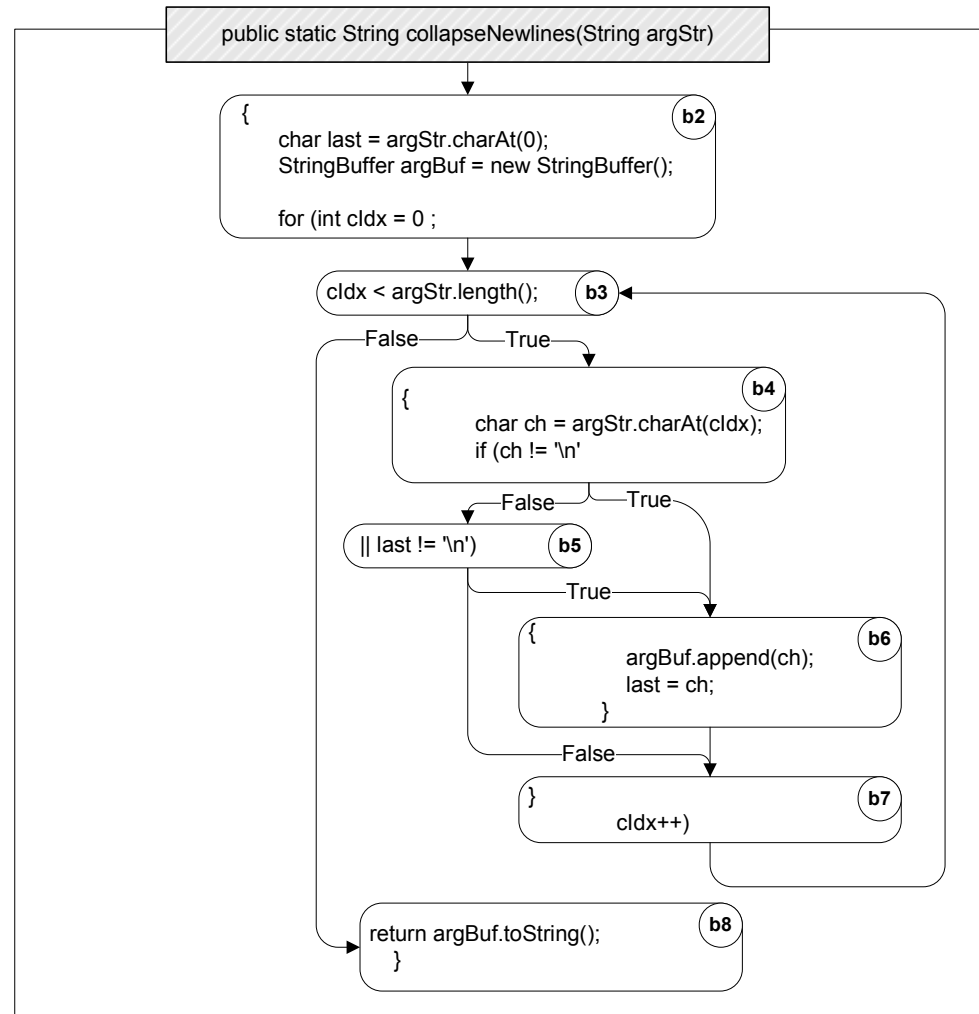 public static String collapseNewlines(String argStr)
{
b2
char last = argStr.charAt(0);
StringBuffer argBuf = new StringBuffer();
for (int cIdx = 0 ;
cIdx < argStr.length();
b3
False
True
{
b4
char ch = argStr.charAt(cIdx);
if (ch != '\n'
False
True
|| last != '\n')
b5
True
{
b6
argBuf.append(ch);
last = ch;
}
False
}
b7
cIdx++)
b8
return argBuf.toString();
}